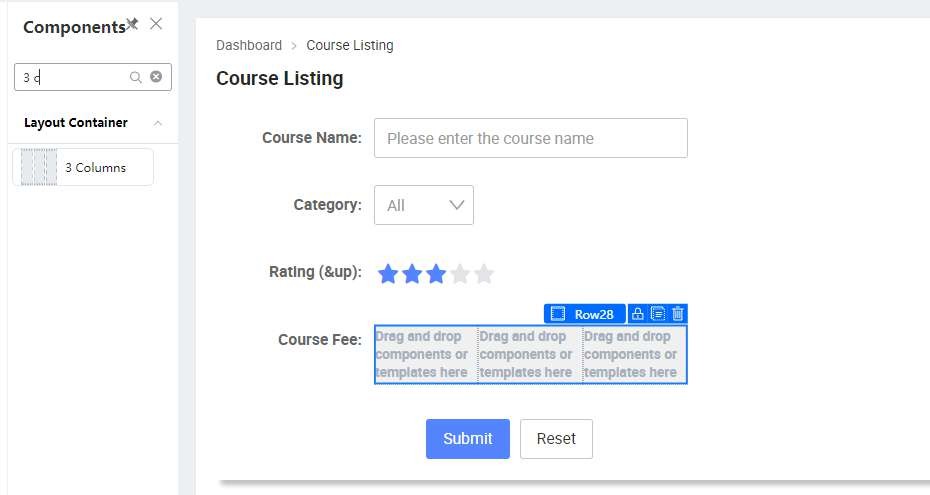 Components
3 c
Layout Container
3 Columns
Dashboard > Course Listing
Course Listing
Course Name: Please enter the course name
Category: All
Rating (&up):
Row28
Course Fee:
Drag and drop components or templates here
Drag and drop components or templates here
Drag and drop components or templates here
Submit Reset